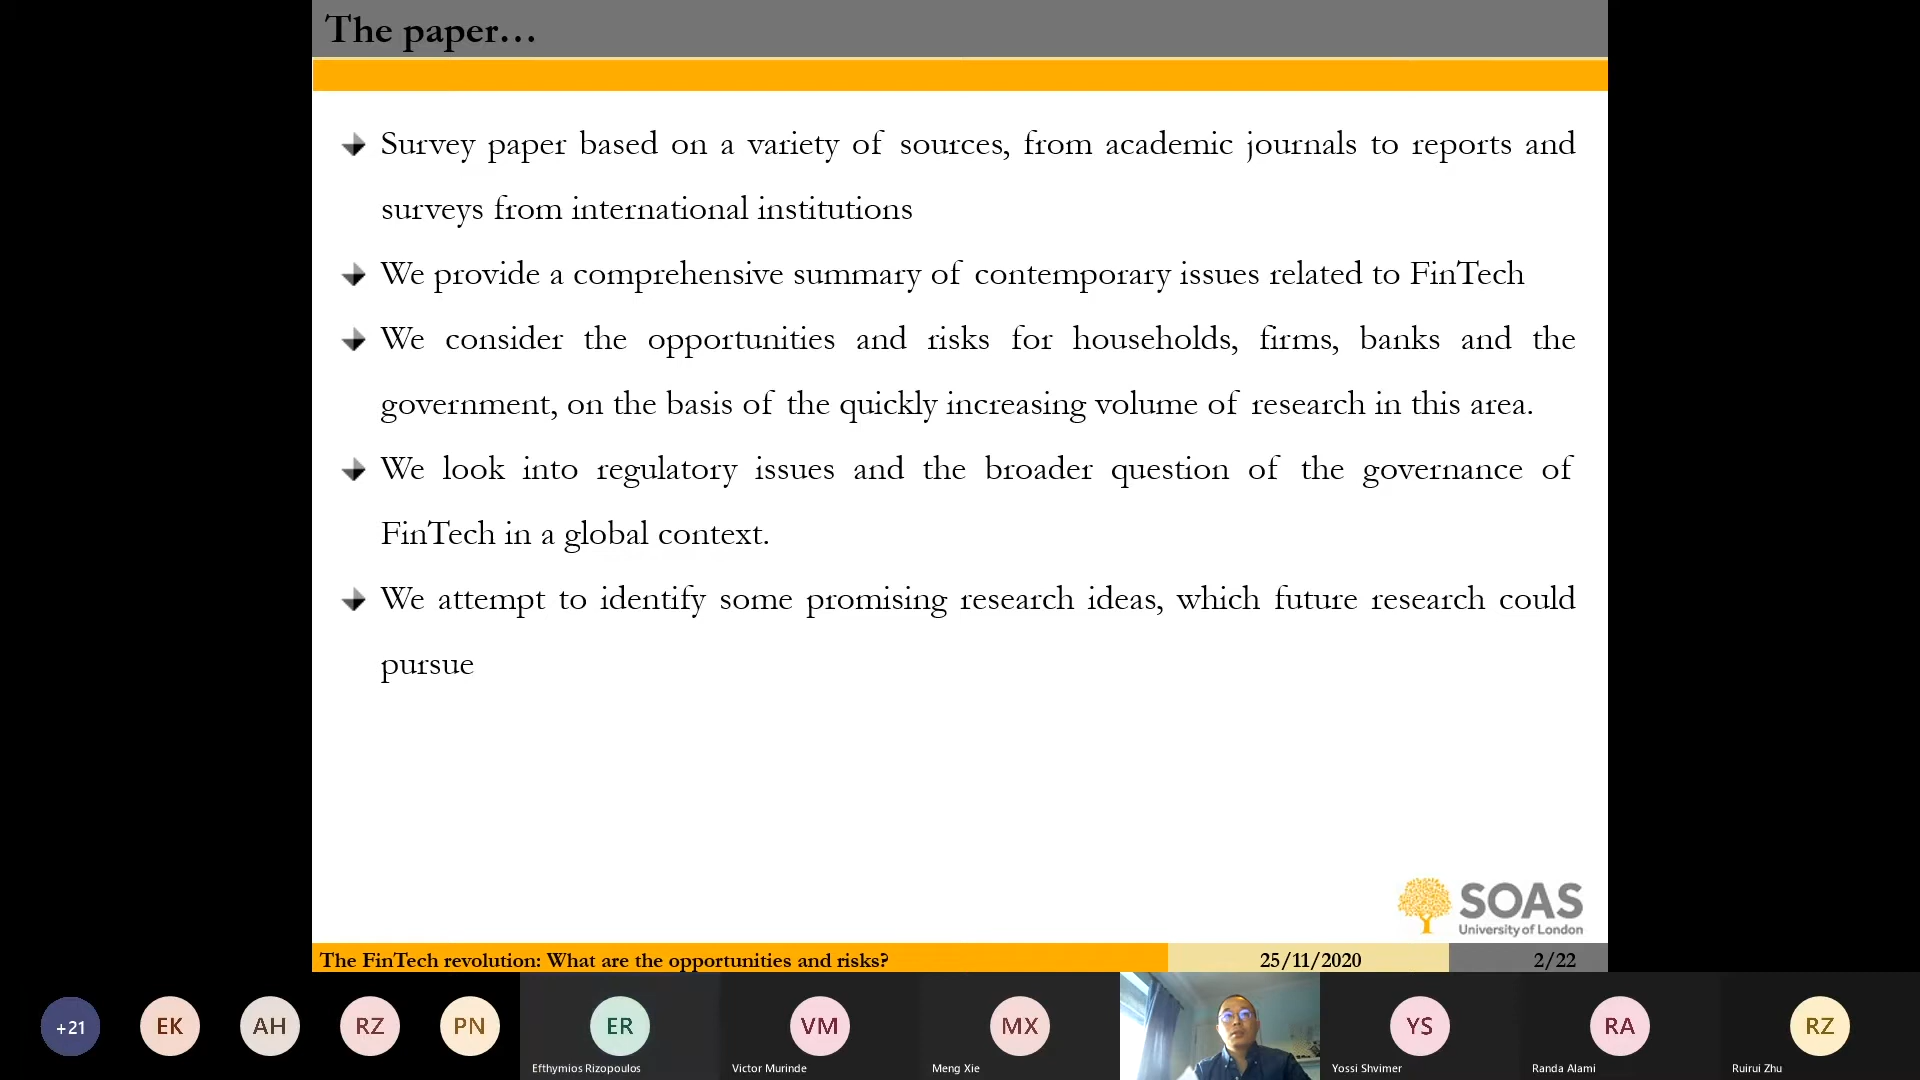 The paper…
Survey paper based on a variety of sources, from academic journals to reports and
surveys from international institutions
We provide a comprehensive summary of contemporary issues related to FinTech
We consider the opportunities and risks for households, firms, banks and the
government, on the basis of the quickly increasing volume of research in this area.
We look into regulatory issues and the broader question of the governance of
FinTech in a global context.
We attempt to identify some promising research ideas, which future research could
pursue
SOAS
University of London
The FinTech revolution: What are the opportunities and risks?
25/11/2020
2/22
+21
EK
AH
RZ
PN
ER
VM
MX
YS
RA
RZ
Efthymios Rizopoulos
Victor Murinde
Meng Xie
Yossi Shvimer
Randa Alami
Ruirui Zhu